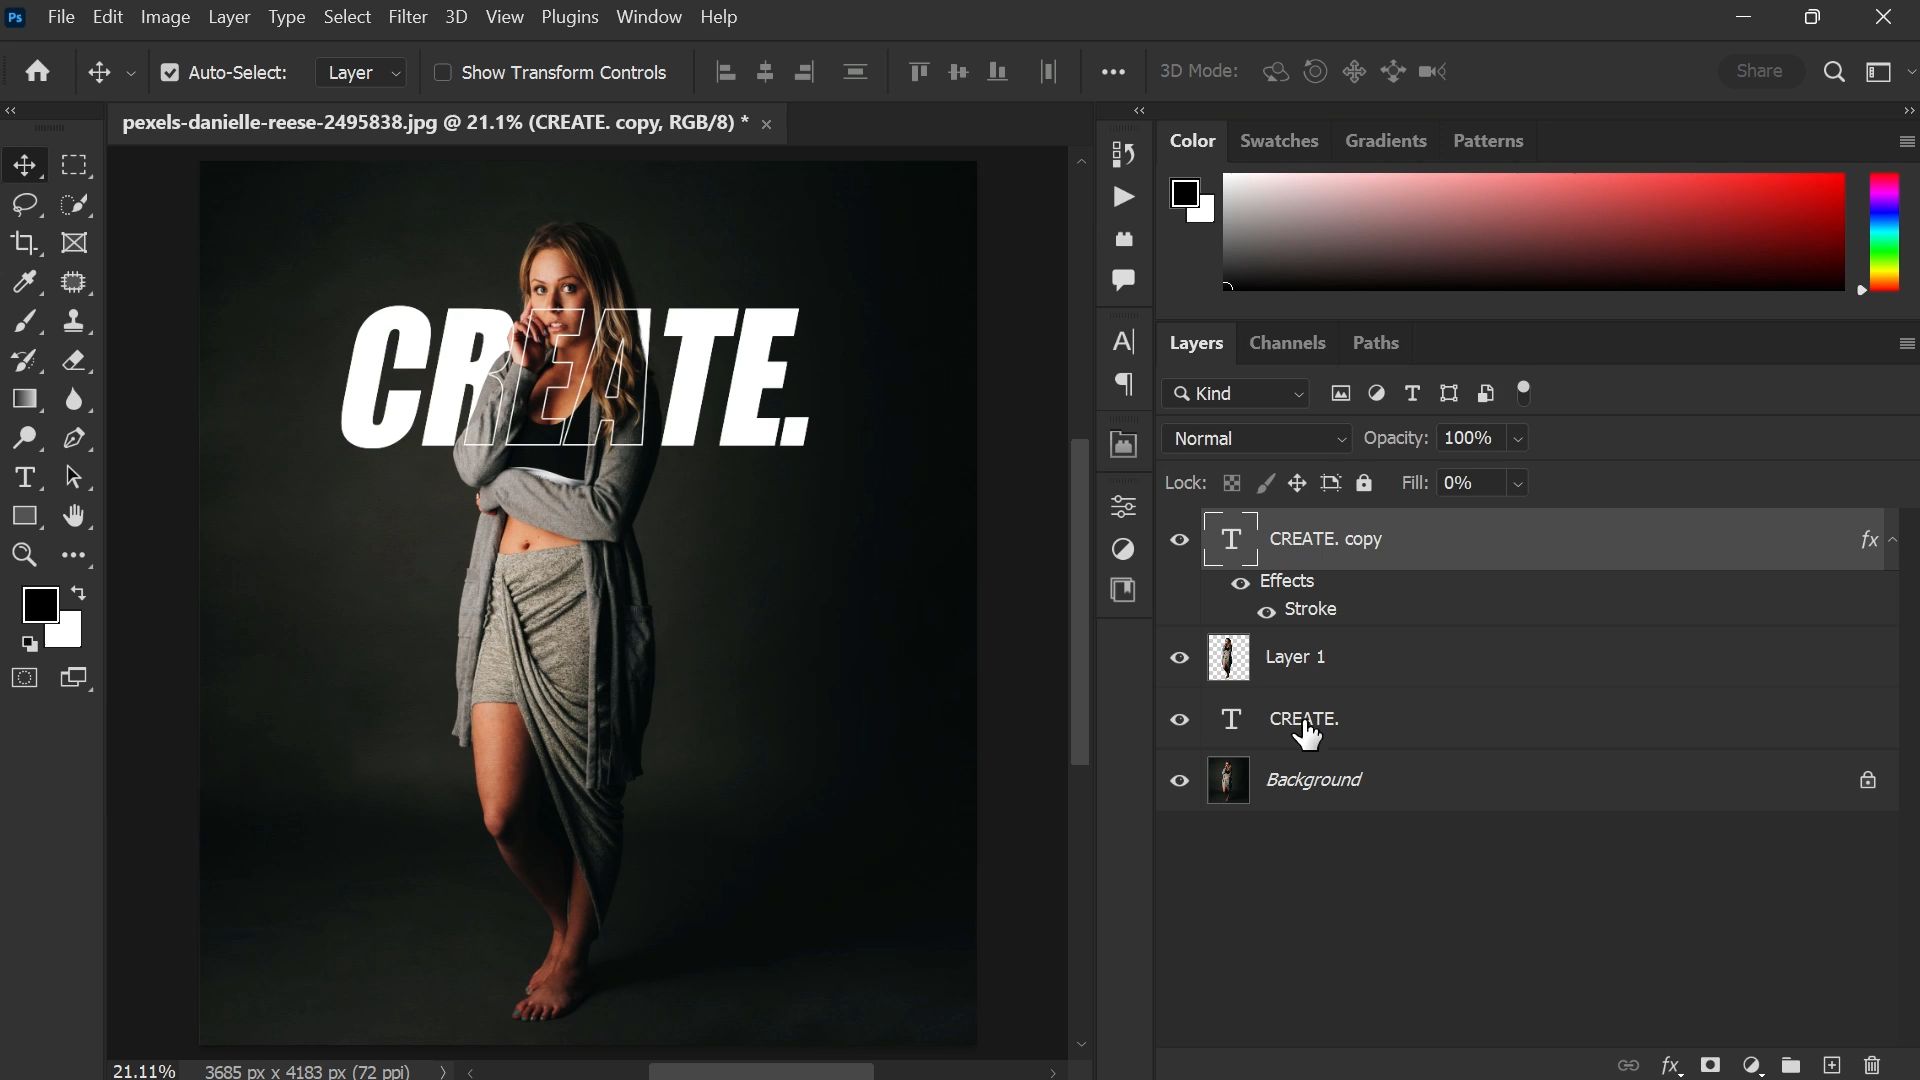 Ps File Edit Image Layer Type Select Filter 3D View Plugins Window Help
Auto-Select: Layer Show Transform Controls 3D Mode: Share
pexels-danielle-reese-2495838.jpg @ 21.1% (CREATE. copy, RGB/8) *
Color Swatches Gradients Patterns
CREATE.
Layers Channels Paths
Kind
Normal Opacity: 100%
Lock: Fill: 0%
T CREATE. copy fx
Effects
Stroke
Layer 1
T CREATE.
Background
21.11% 3685 px x 4183 px (72 ppi)
fx